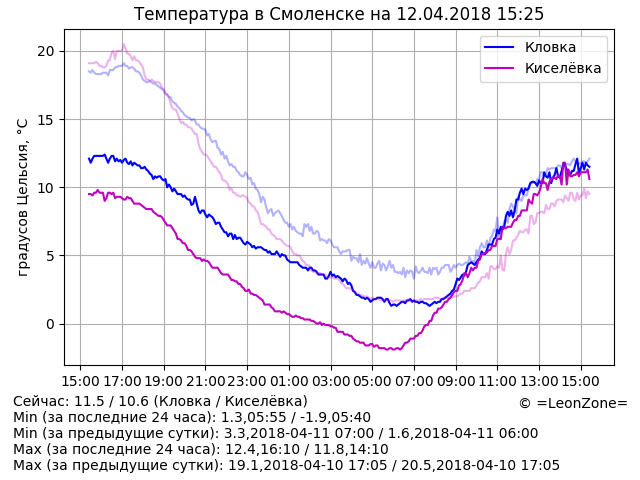 Температура в Смоленске на 12.04.2018 15:25
Кловка
Киселёвка
градусов Цельсия, °C
20
15
10
5
0
15:00 17:00 19:00 21:00 23:00 01:00 03:00 05:00 07:00 09:00 11:00 13:00 15:00
Сейчас: 11.5 / 10.6 (Кловка / Киселёвка)
© =LeonZone=
Min (за последние 24 часа): 1.3,05:55 / -1.9,05:40
Min (за предыдущие сутки): 3.3,2018-04-11 07:00 / 1.6,2018-04-11 06:00
Max (за последние 24 часа): 12.4,16:10 / 11.8,14:10
Max (за предыдущие сутки): 19.1,2018-04-10 17:05 / 20.5,2018-04-10 17:05